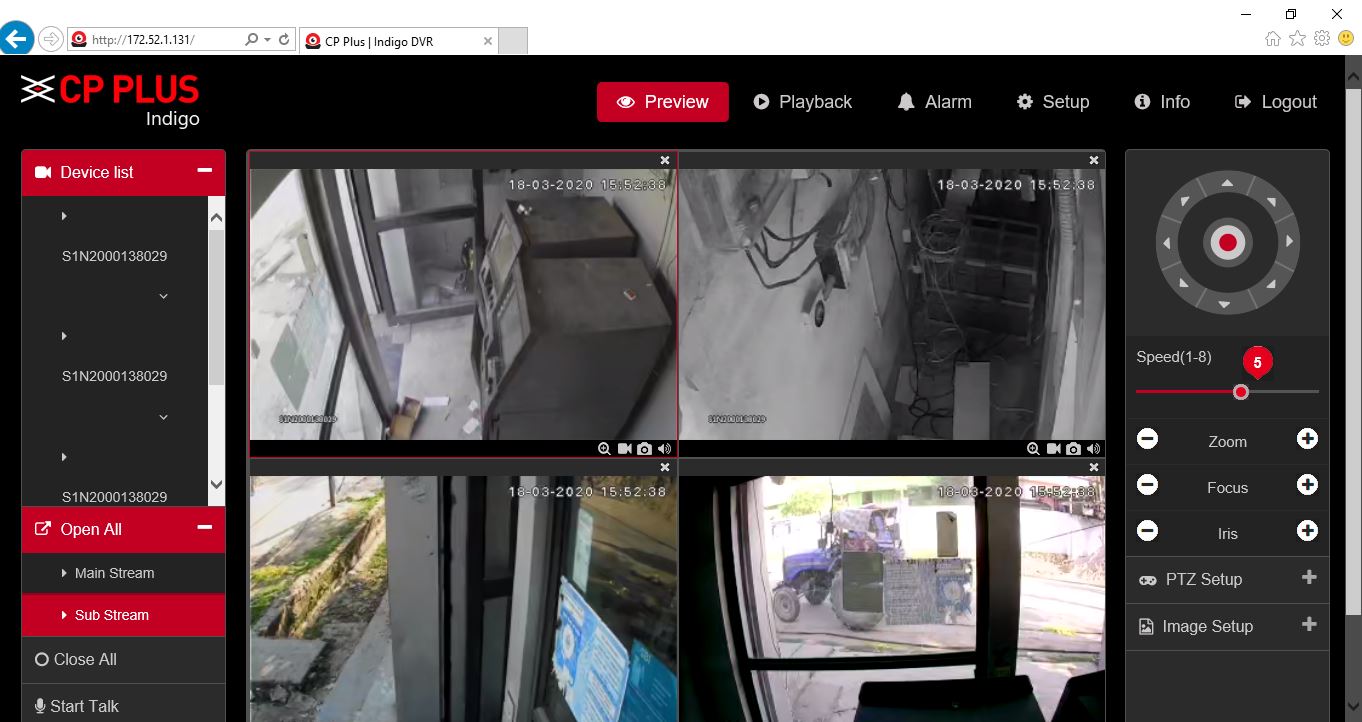 http://172.52.1.131/
CP Plus | Indigo DVR
CP PLUS
Indigo
Preview
Playback
Alarm
Setup
Info
Logout
Device list
S1N2000138029
S1N2000138029
S1N2000138029
Open All
Main Stream
Sub Stream
Close All
Start Talk
18-03-2020 15:52:38
S1N2000138029
18-03-2020 15:52:38
S1N2000138029
18-03-2020 15:52:38
18-03-2020 15:52:38
Speed(1-8)
5
Zoom
Focus
Iris
PTZ Setup
Image Setup